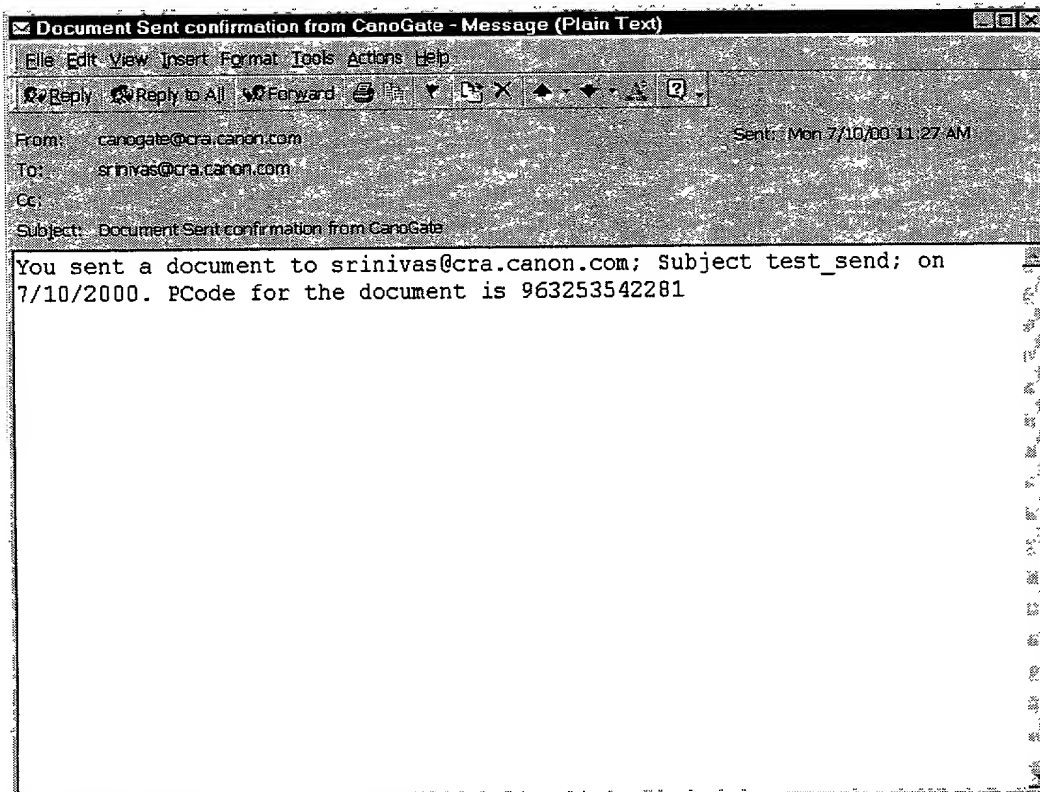 Document Sent confirmation from CanoGate - Message (Plain Text)
File Edit View Insert Format Tools Actions Help
Reply Reply to All Forward
From: canogate@cra.canon.com Sent: Mon 7/10/00 11:27 AM
To: srinivas@cra.canon.com
Cc:
Subject: Document Sent confirmation from CanoGate
You sent a document to srinivas@cra.canon.com; Subject test_send; on
7/10/2000. PCode for the document is 963253542281